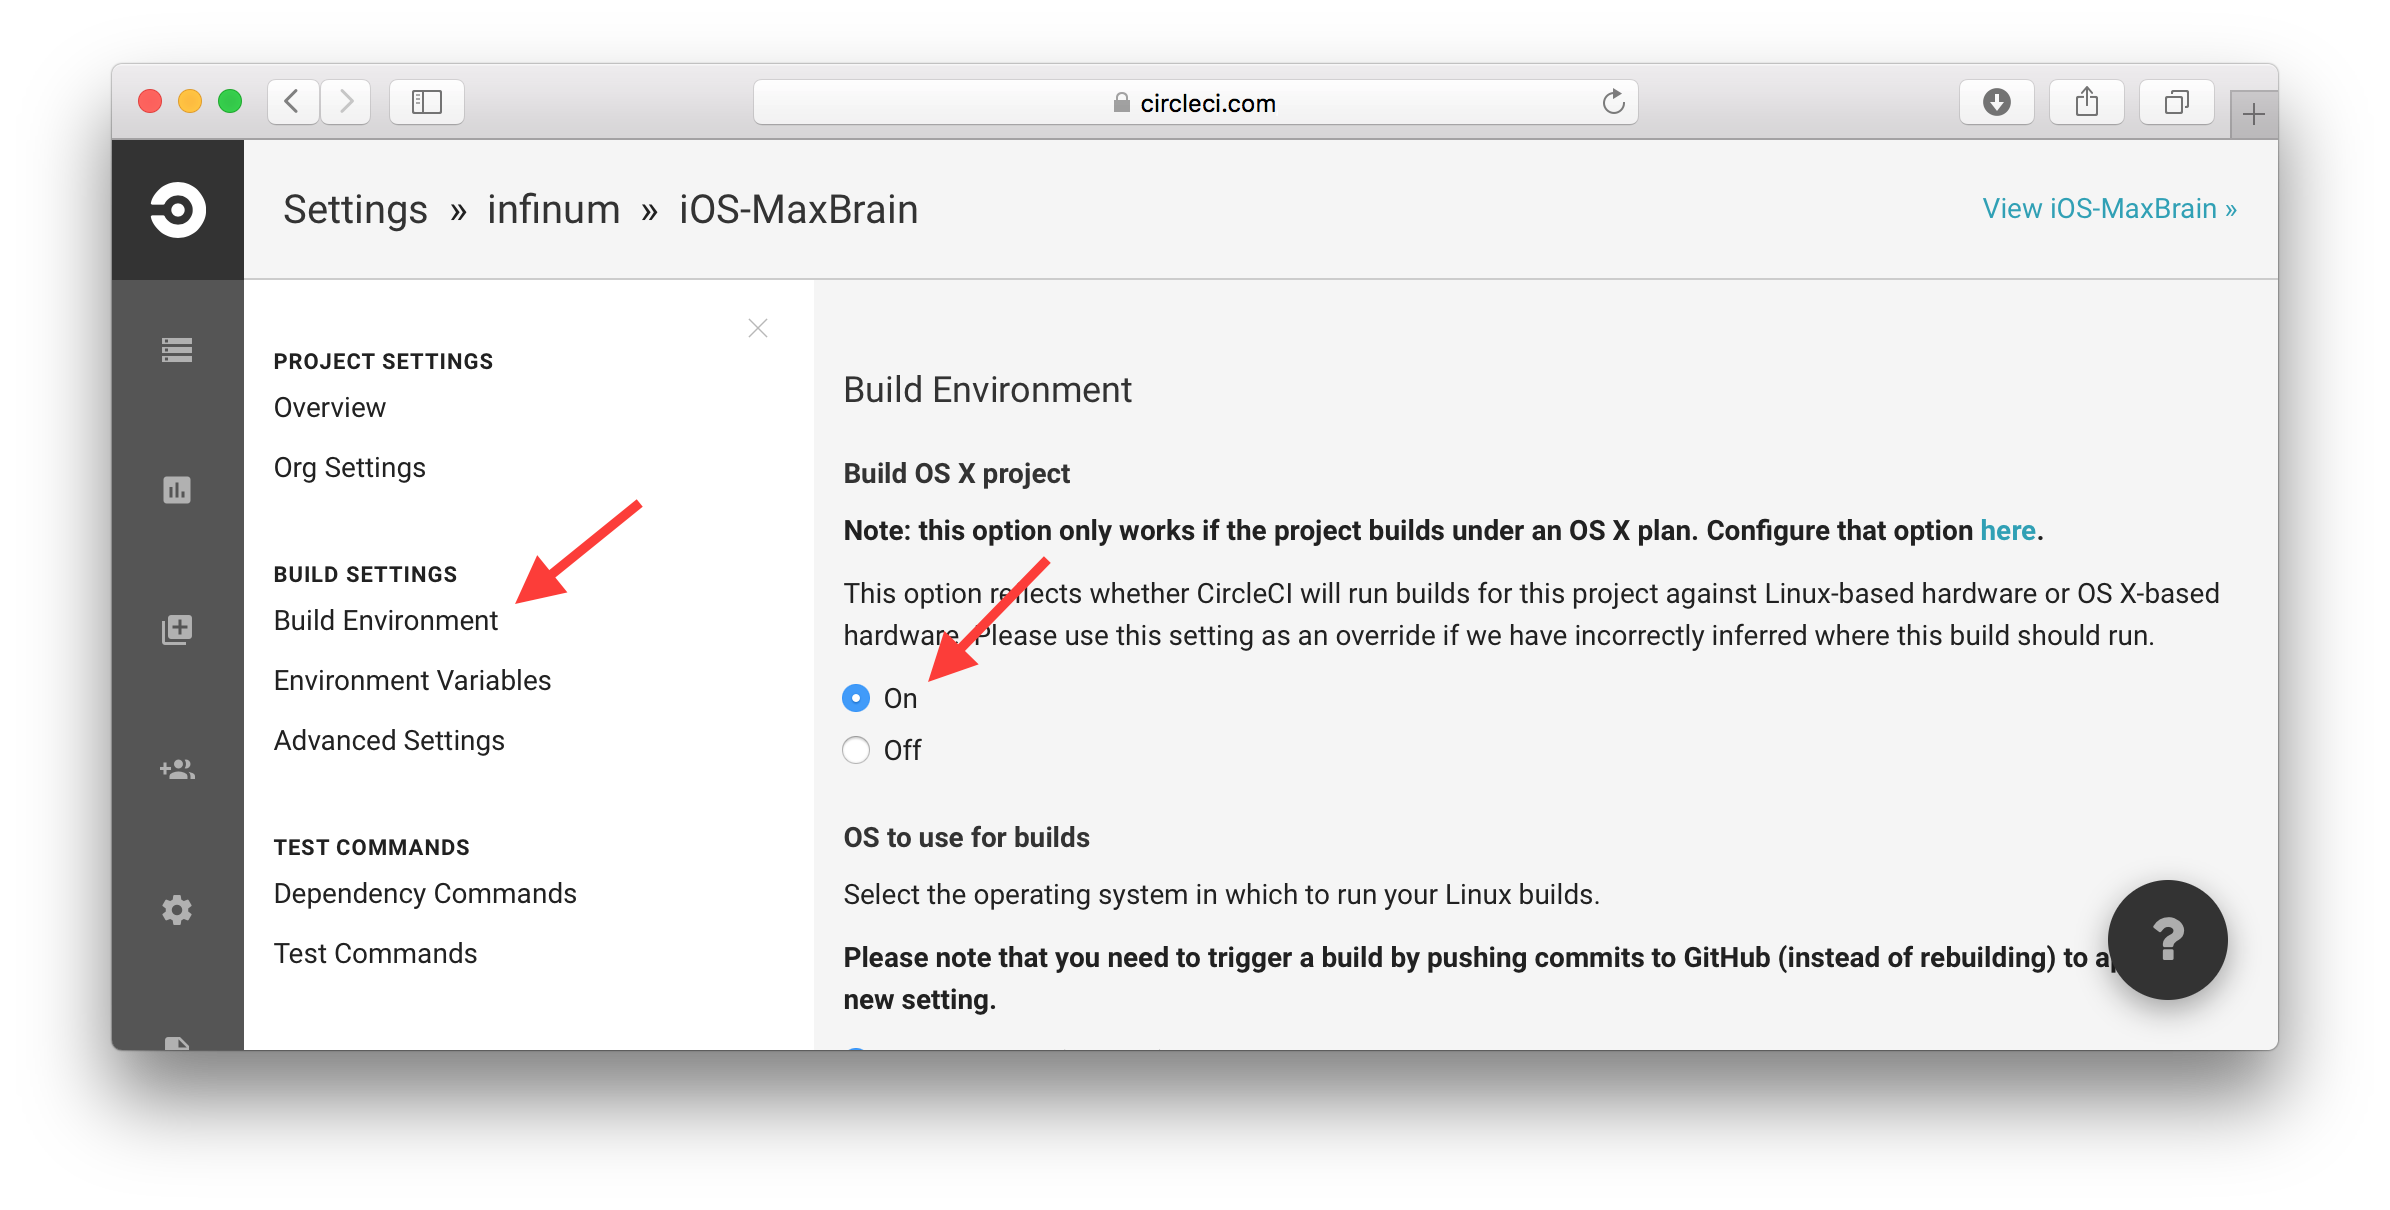 circleci.com
Settings » infinum » iOS-MaxBrain
View iOS-MaxBrain »
PROJECT SETTINGS
Overview
Org Settings
BUILD SETTINGS
Build Environment
Environment Variables
Advanced Settings
TEST COMMANDS
Dependency Commands
Test Commands
Build Environment
Build OS X project
Note: this option only works if the project builds under an OS X plan. Configure that option here.
This option reflects whether CircleCI will run builds for this project against Linux-based hardware or OS X-based
hardware. Please use this setting as an override if we have incorrectly inferred where this build should run.
On
Off
OS to use for builds
Select the operating system in which to run your Linux builds.
Please note that you need to trigger a build by pushing commits to GitHub (instead of rebuilding) to
new setting.
?